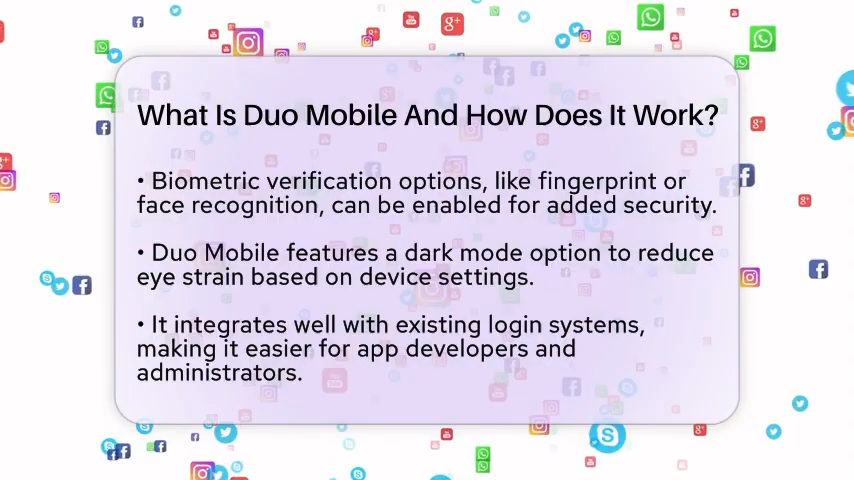 What Is Duo Mobile And How Does It Work?
• Biometric verification options, like fingerprint or
face recognition, can be enabled for added security.
• Duo Mobile features a dark mode option to reduce
eye strain based on device settings.
• It integrates well with existing login systems,
making it easier for app developers and
administrators.